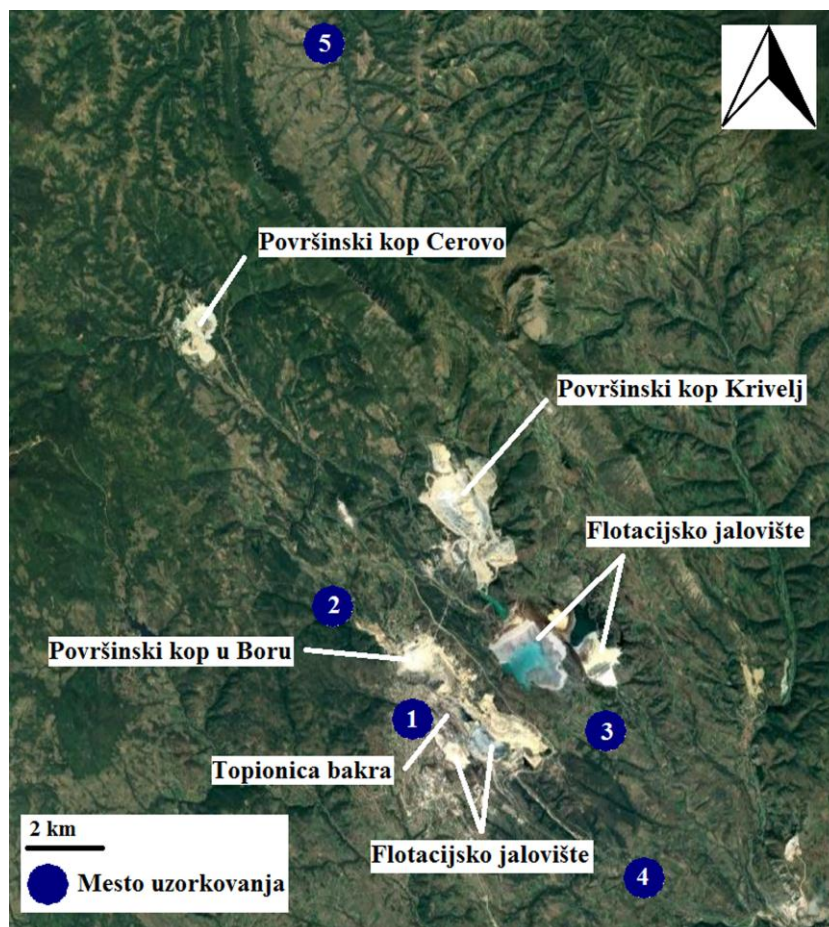 5
Površinski kop Cerovo
Površinski kop Krivelj
Flotacijsko jalovište
2
Površinski kop u Boru
1
3
Topionica bakra
Flotacijsko jalovište
2 km
Mesto uzorkovanja
4